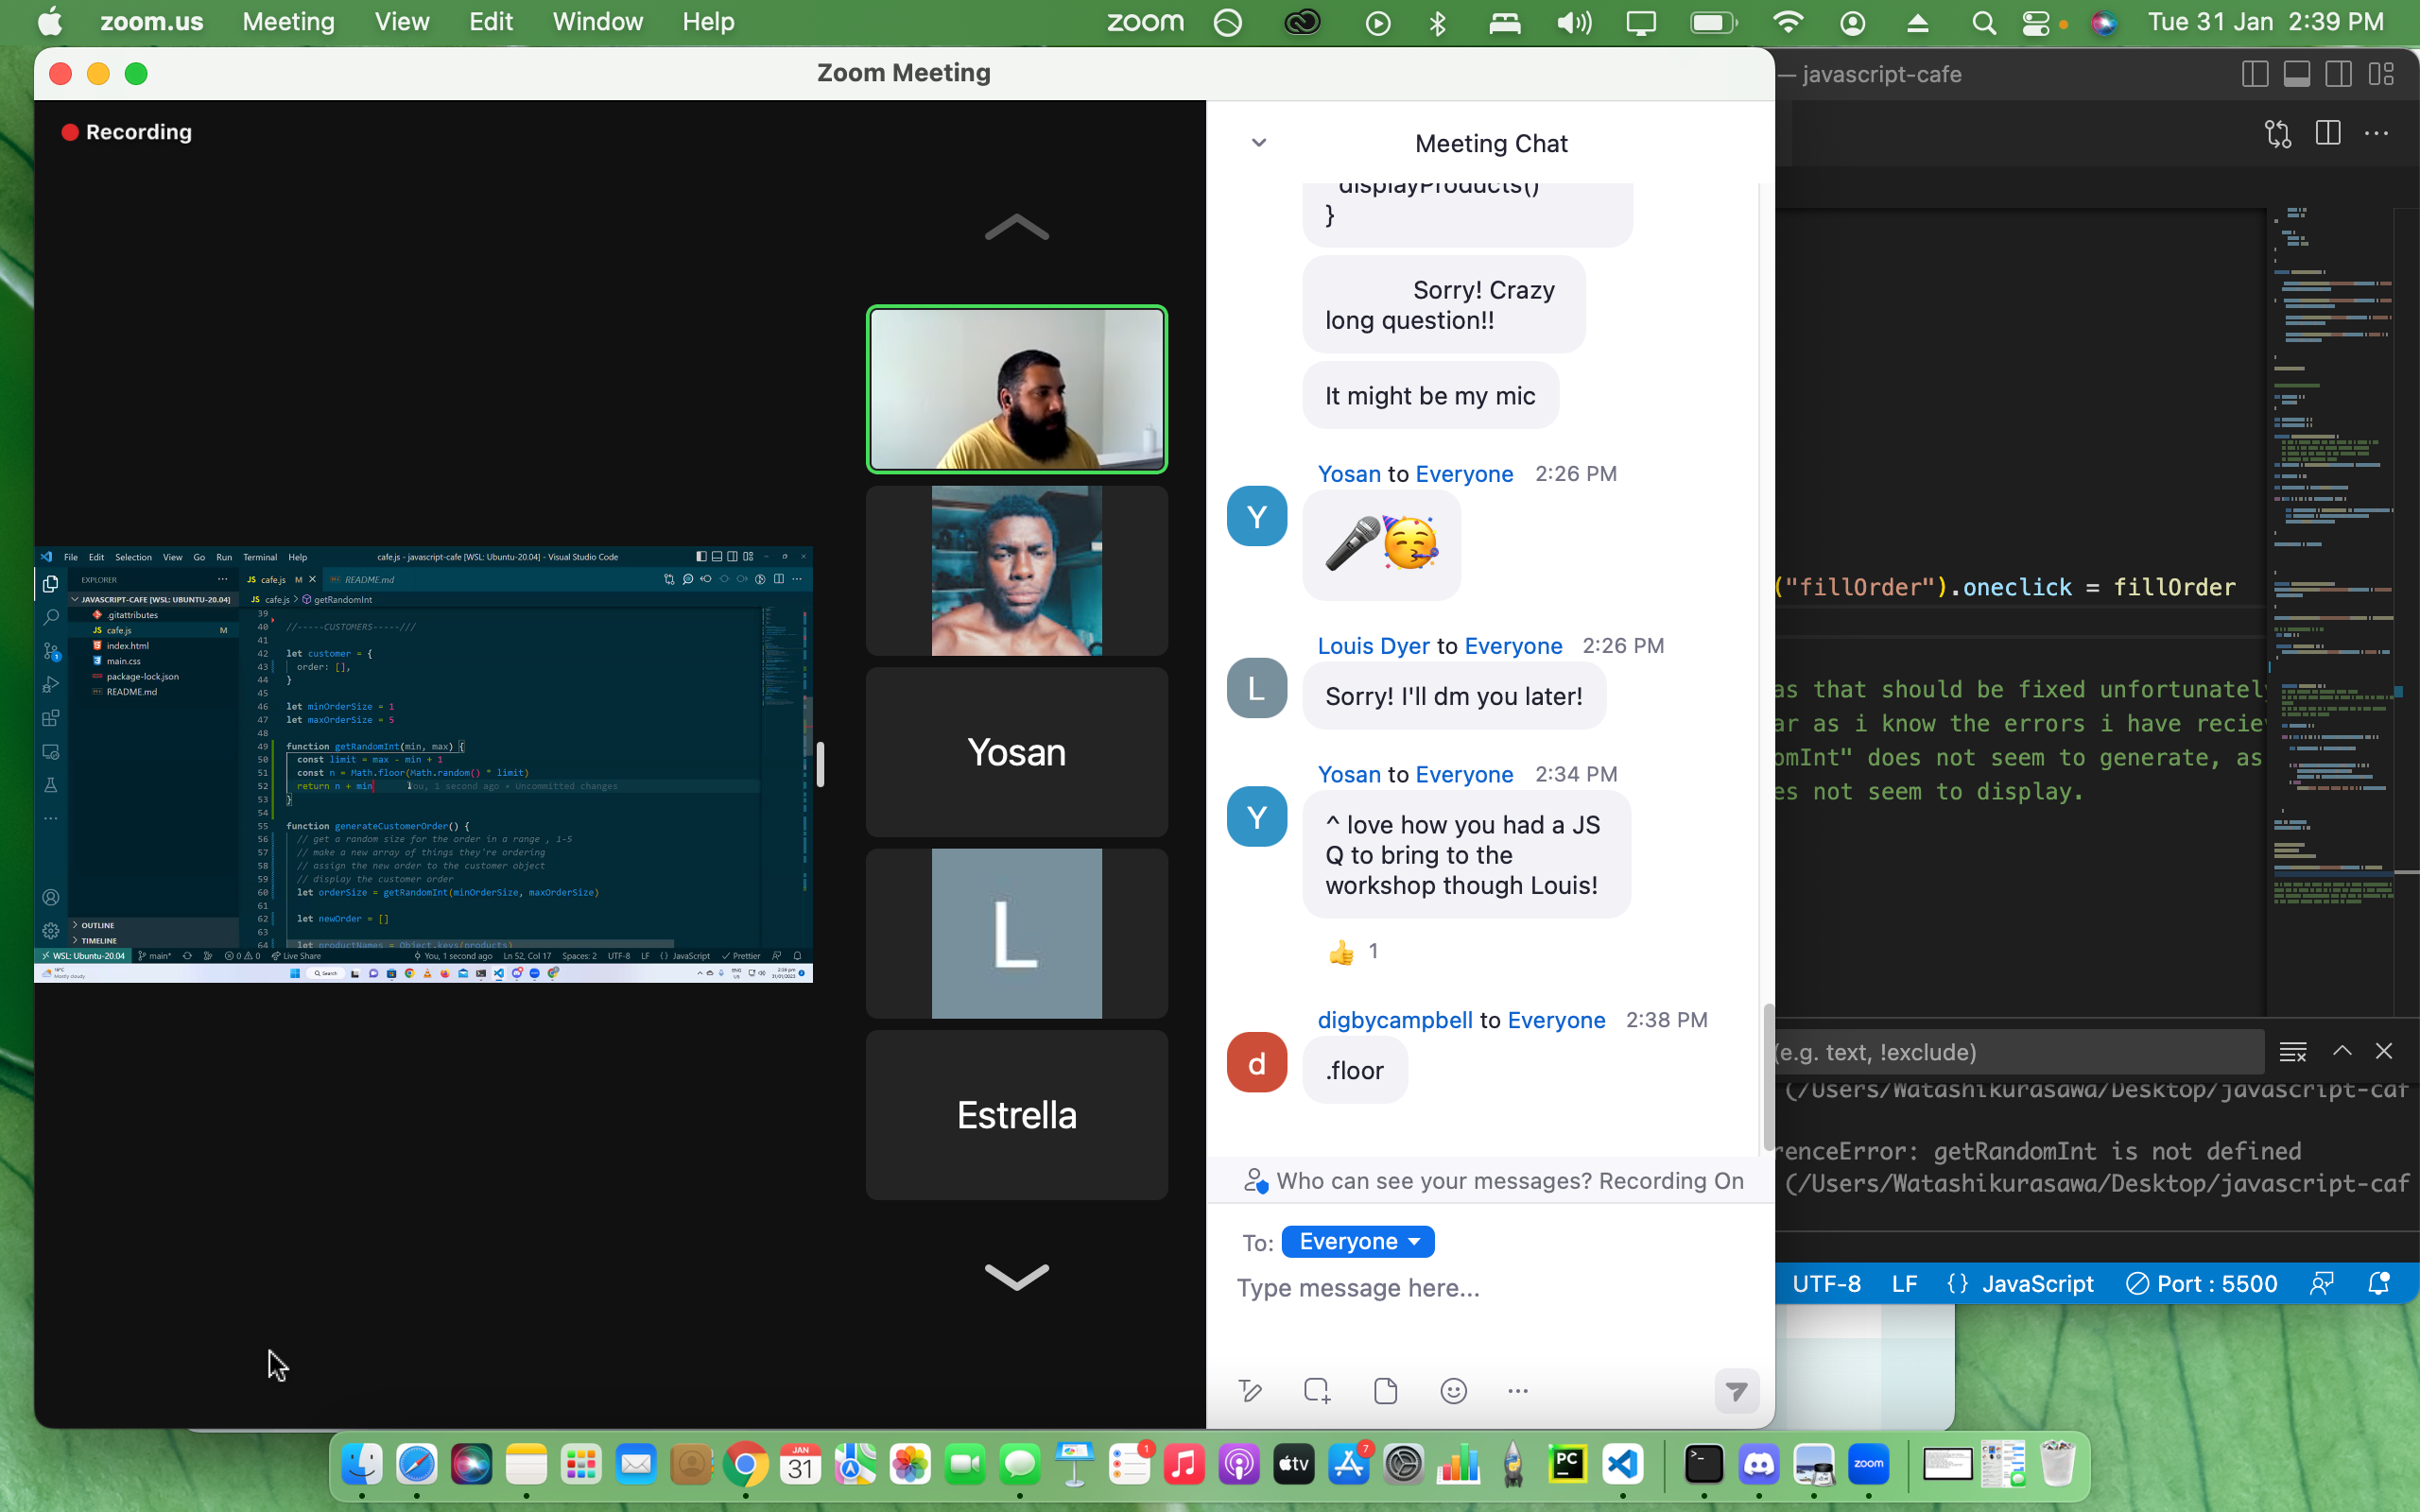 zoom.us Meeting View Edit Window Help zoom Tue 31 Jan 2:39 PM
Zoom Meeting
Recording
File Edit Selection View Go Run Terminal Help cafe.js - javascript-cafe [WSL: Ubuntu-20.04] - Visual Studio Code
EXPLORER
JS cafe.js M
README.md
JAVASCRIPT-CAFE [WSL: UBUNTU-20.04]
.gitattributes
JS cafe.js M
index.html
main.css
package-lock.json
README.md
OUTLINE
TIMELINE
JS cafe.js > getRandomInt
39
40 //-----CUSTOMERS-----///
41
42 let customer = {
43 order: [],
44 }
45
46 let minOrderSize = 1
47 let maxOrderSize = 5
48
49 function getRandomInt(min, max) {
50 const limit = max - min + 1
51 const n = Math.floor(Math.random() * limit)
52 return n + min You, 1 second ago • Uncommitted changes
53 }
54
55 function generateCustomerOrder() {
56 // get a random size for the order in a range , 1-5
57 // make a new array of things they're ordering
58 // assign the new order to the customer object
59 // display the customer order
60 let orderSize = getRandomInt(minOrderSize, maxOrderSize)
61
62 let newOrder = []
63
64 let productNames = Object.keys(products)
WSL: Ubuntu-20.04 main* 0 0 Live Share You, 1 second ago Ln 52, Col 17 Spaces: 2 UTF-8 LF {} JavaScript Prettier
Search
Yosan
L
Estrella
Meeting Chat
displayProducts()
}
Sorry! Crazy
long question!!
It might be my mic
Yosan to Everyone 2:26 PM
Y
Louis Dyer to Everyone 2:26 PM
L
Sorry! I'll dm you later!
Yosan to Everyone 2:34 PM
Y
^ love how you had a JS
Q to bring to the
workshop though Louis!
1
digbycampbell to Everyone 2:38 PM
d
.floor
Who can see your messages? Recording On
To: Everyone
Type message here...
— javascript-cafe
("fillOrder").oneclick = fillOrder
as that should be fixed unfortunately
ar as i know the errors i have
omInt" does not seem to generate, as
es not seem to display.
(e.g. text, !exclude)
(/Users/Watashikurasawa/Desktop/javascript-caf
renceError: getRandomInt is not defined
(/Users/Watashikurasawa/Desktop/javascript-caf
UTF-8 LF {} JavaScript Port : 5500
JAN
31
1
tv
7
PC
zoom